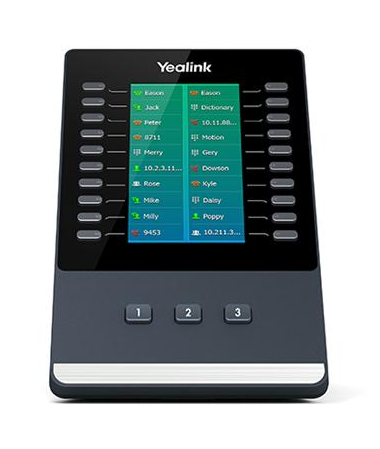 Yealink
Eason Eason
Jack Dictionary
Peter 10.11.88...
8711 Motion
Merry Gery
10.2.3.11... Dowson
Rose Kyle
Mike Daisy
Milly Poppy
9453 10.211.3...
1 2 3